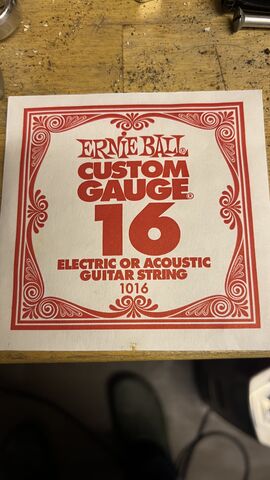 ERNIE BALL®
CUSTOM
GAUGE®
16
ELECTRIC OR ACOUSTIC
GUITAR STRING
1016